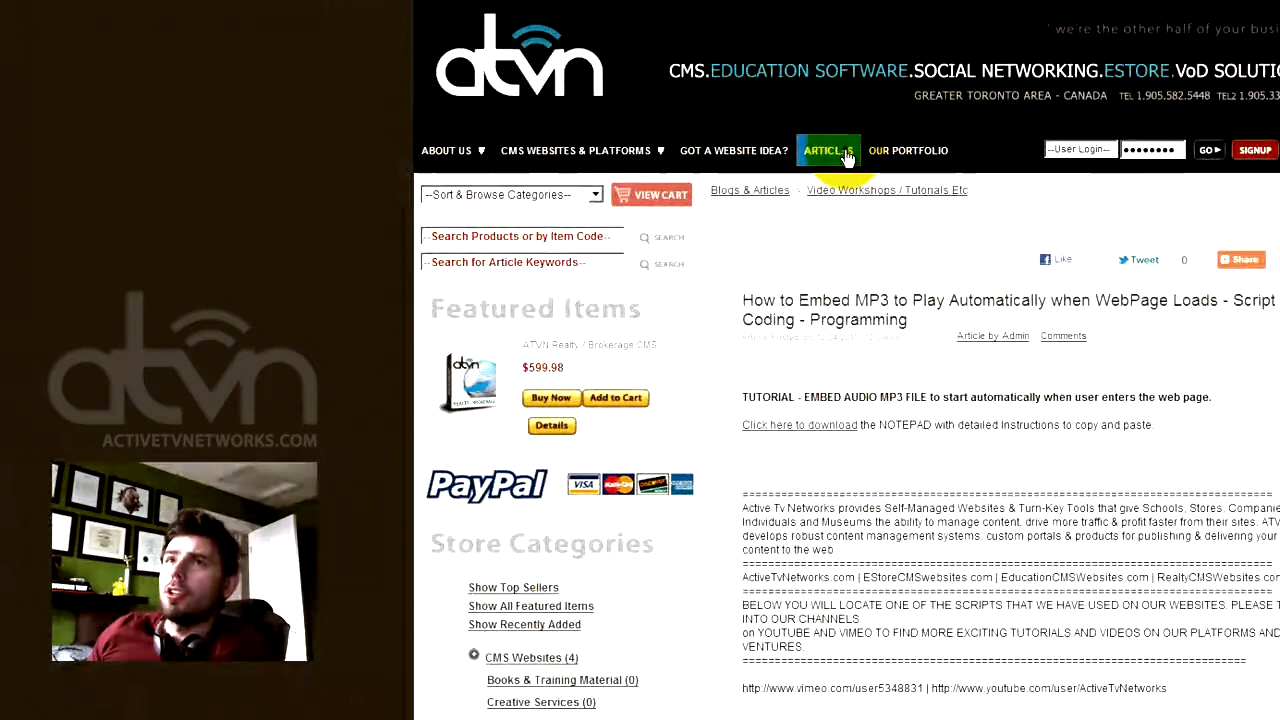 ' we're the other half of your busi
atvn
CMS.EDUCATION SOFTWARE.SOCIAL NETWORKING.ESTORE.VoD SOLUTI
GREATER TORONTO AREA - CANADA TEL 1.905.582.5448 TEL2 1.905.33
ABOUT US ▼ CMS WEBSITES & PLATFORMS ▼ GOT A WEBSITE IDEA? ARTICLES OUR PORTFOLIO --User Login-- ●●●●●●●● GO► SIGNUP
--Sort & Browse Categories-- VIEW CART Blogs & Articles Video Workshops / Tutorials Etc
--Search Products or by Item Code-- SEARCH
--Search for Article Keywords-- SEARCH
Like Tweet 0 Share
Featured Items
How to Embed MP3 to Play Automatically when WebPage Loads - Script
Coding - Programming
Article by Admin Comments
ATVN Realty / Brokerage CMS
$599.98
atvn
Buy Now Add to Cart
Details
TUTORIAL - EMBED AUDIO MP3 FILE to start automatically when user enters the web page.
Click here to download the NOTEPAD with detailed Instructions to copy and paste.
atvn
ACTIVETVNETWORKS.COM
PayPal VISA MasterCard DISCOVER
=================================================================
Active Tv Networks provides Self-Managed Websites & Turn-Key Tools that give Schools, Stores. Companie
Individuals and Museums the ability to manage content. drive more traffic & profit faster from their sites. ATV
develops robust content management systems. custom portals & products for publishing & delivering your
content to the web
=================================================================
ActiveTvNetworks.com | EStoreCMSwebsites.com | EducationCMSWebsites.com | RealtyCMSWebsites.com
=================================================================
BELOW YOU WILL LOCATE ONE OF THE SCRIPTS THAT WE HAVE USED ON OUR WEBSITES. PLEASE T
INTO OUR CHANNELS
on YOUTUBE AND VIMEO TO FIND MORE EXCITING TUTORIALS AND VIDEOS ON OUR PLATFORMS AND
VENTURES.
==============================================================
http://www.vimeo.com/user5348831 | http://www.youtube.com/user/ActiveTvNetworks
Store Categories
Show Top Sellers
Show All Featured Items
Show Recently Added
CMS Websites (4)
Books & Training Material (0)
Creative Services (0)